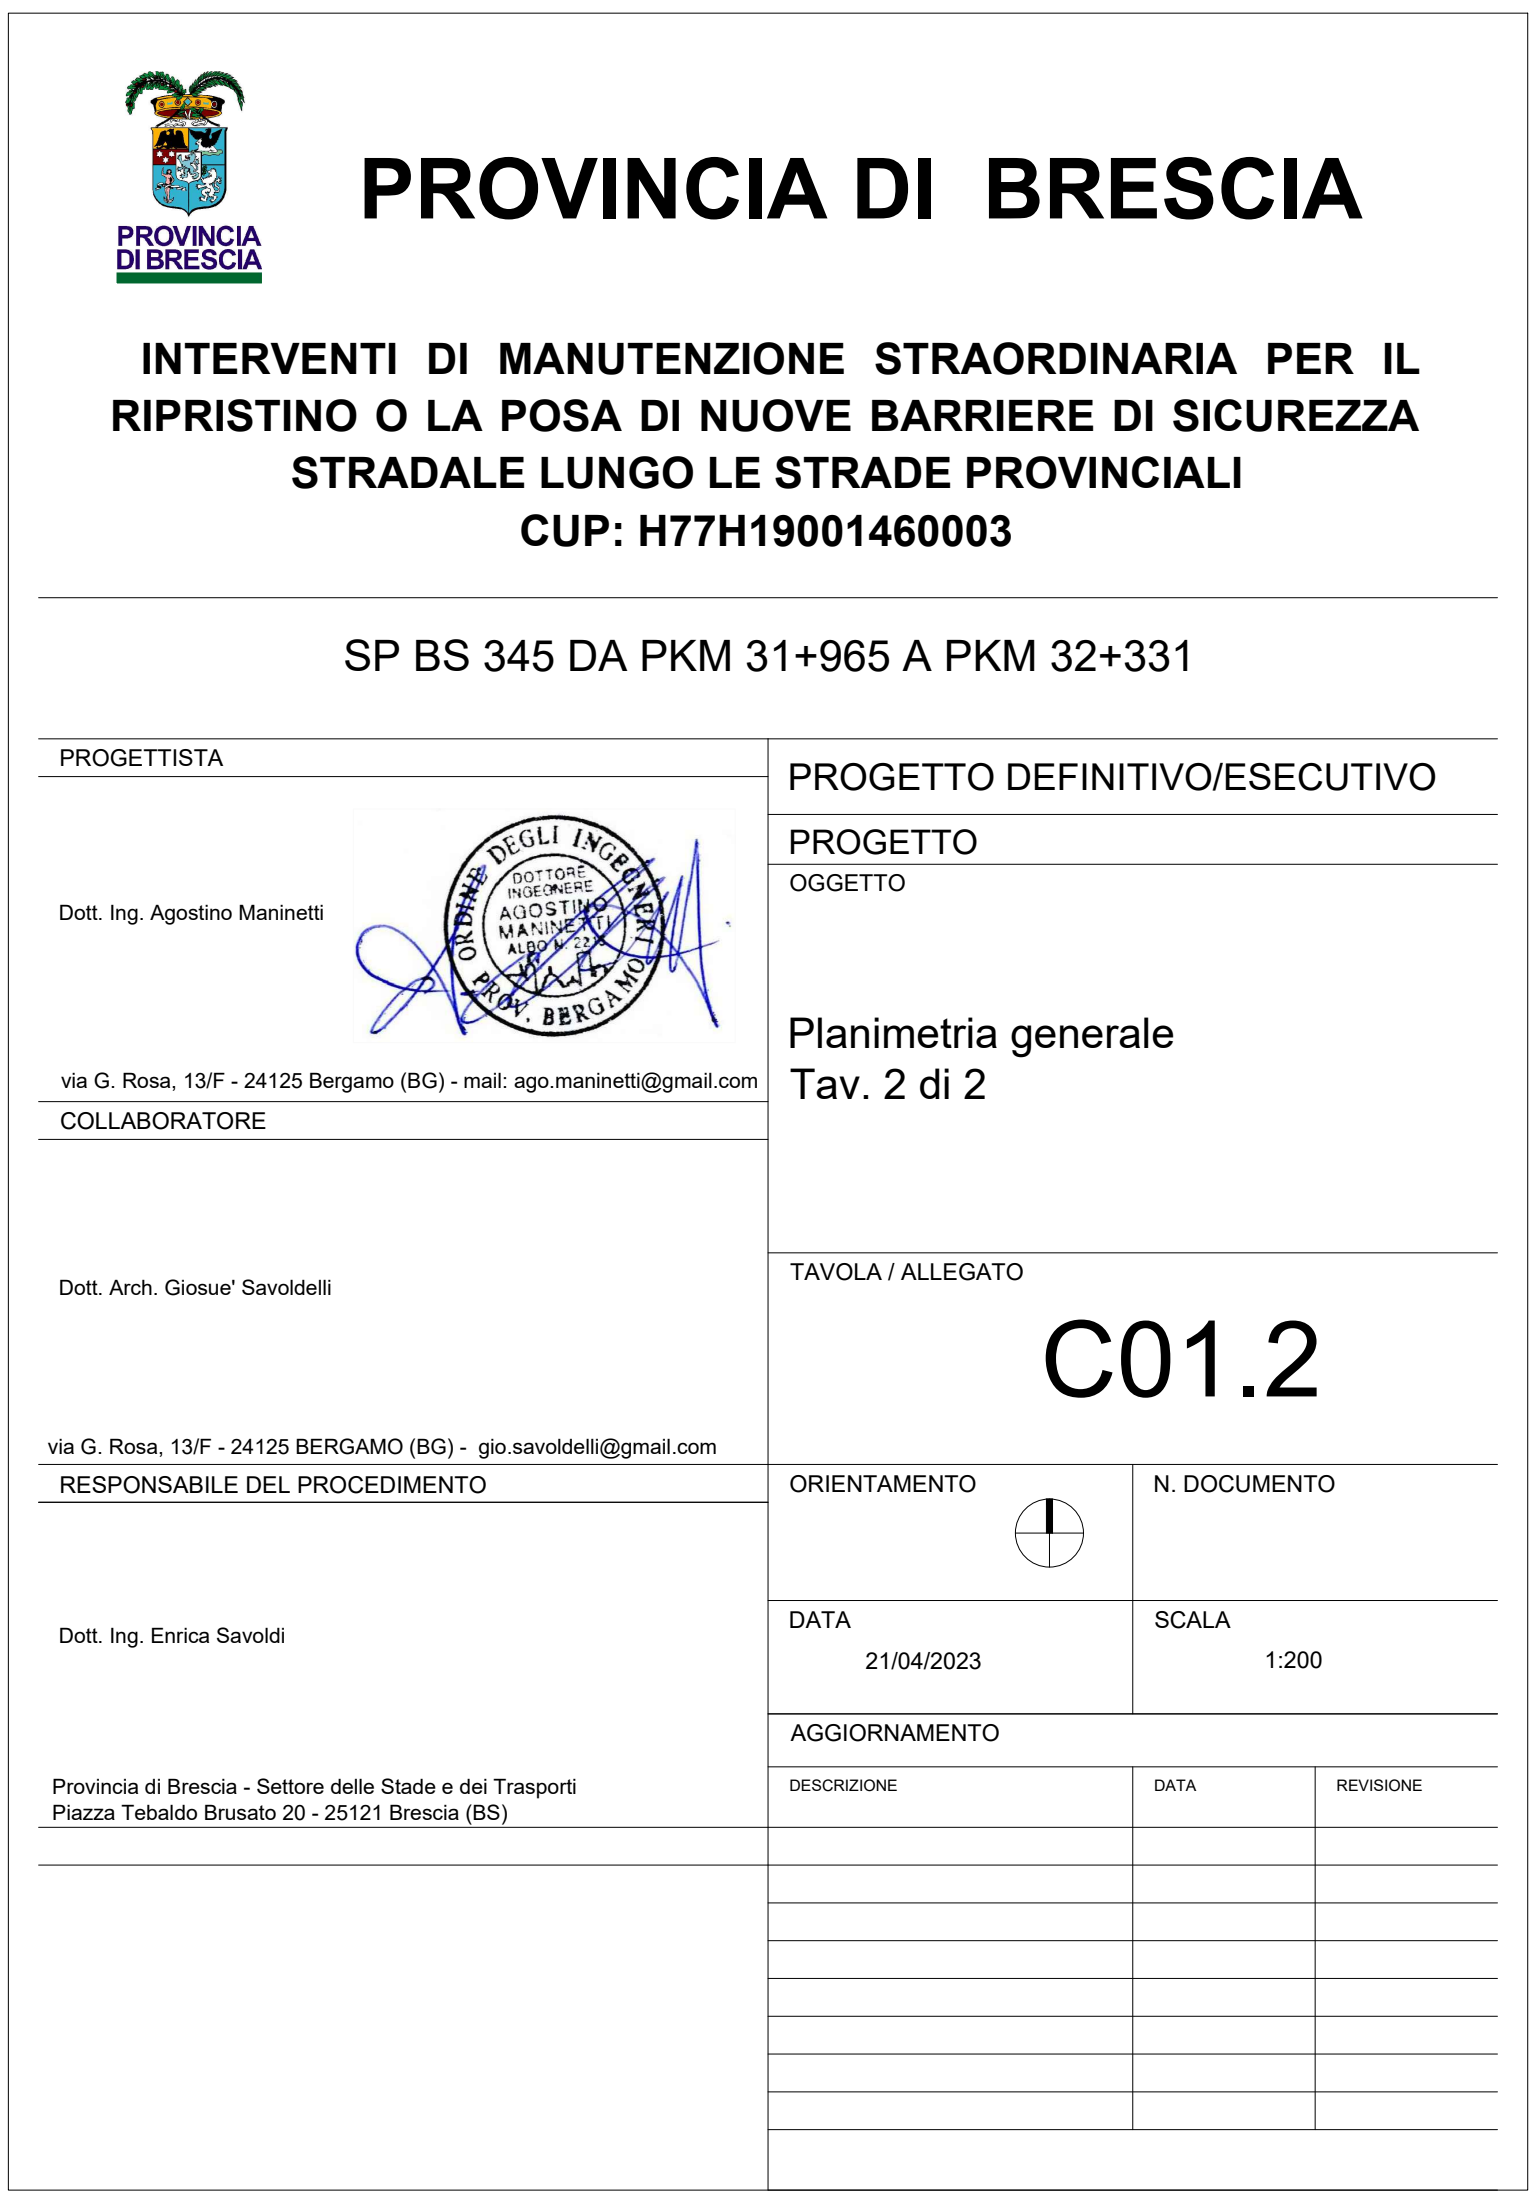 PROVINCIA
DI BRESCIA
PROVINCIA DI BRESCIA
INTERVENTI DI MANUTENZIONE STRAORDINARIA PER IL
RIPRISTINO O LA POSA DI NUOVE BARRIERE DI SICUREZZA
STRADALE LUNGO LE STRADE PROVINCIALI
CUP: H77H19001460003
SP BS 345 DA PKM 31+965 A PKM 32+331
PROGETTISTA
Dott. Ing. Agostino Maninetti
ORDINE DEGLI INGEGNERI
PROV. BERGAMO
DOTTORE
INGEGNERE
AGOSTINO
MANINETTI
ALBO N.
via G. Rosa, 13/F - 24125 Bergamo (BG) - mail: ago.maninetti@gmail.com
COLLABORATORE
Dott. Arch. Giosue' Savoldelli
via G. Rosa, 13/F - 24125 BERGAMO (BG) - gio.savoldelli@gmail.com
RESPONSABILE DEL PROCEDIMENTO
Dott. Ing. Enrica Savoldi
Provincia di Brescia - Settore delle Stade e dei Trasporti
Piazza Tebaldo Brusato 20 - 25121 Brescia (BS)
PROGETTO DEFINITIVO/ESECUTIVO
PROGETTO
OGGETTO
Planimetria generale
Tav. 2 di 2
TAVOLA / ALLEGATO
C01.2
ORIENTAMENTO
N. DOCUMENTO
DATA
21/04/2023
SCALA
1:200
AGGIORNAMENTO
DESCRIZIONE
DATA
REVISIONE